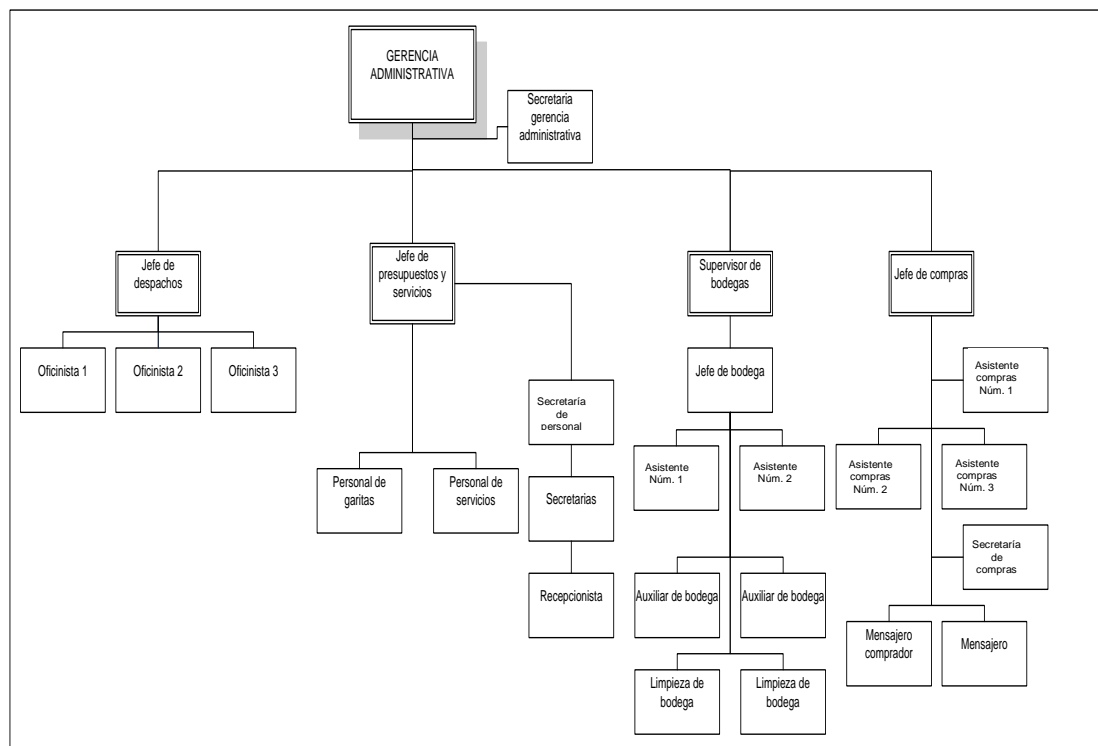 GERENCIA
ADMINISTRATIVA
Secretaria
gerencia
administrativa
Jefe de
despachos
Jefe de
presupuestos y
servicios
Supervisor de
bodegas
Jefe de compras
Oficinista 1
Oficinista 2
Oficinista 3
Jefe de bodega
Asistente
compras
Núm. 1
Secretaría
de
personal
Asistente
Núm. 1
Asistente
Núm. 2
Asistente
compras
Núm. 2
Asistente
compras
Núm. 3
Personal de
garitas
Personal de
servicios
Secretarias
Secretaría
de
compras
Recepcionista
Auxiliar de bodega
Auxiliar de bodega
Mensajero
comprador
Mensajero
Limpieza de
bodega
Limpieza de
bodega